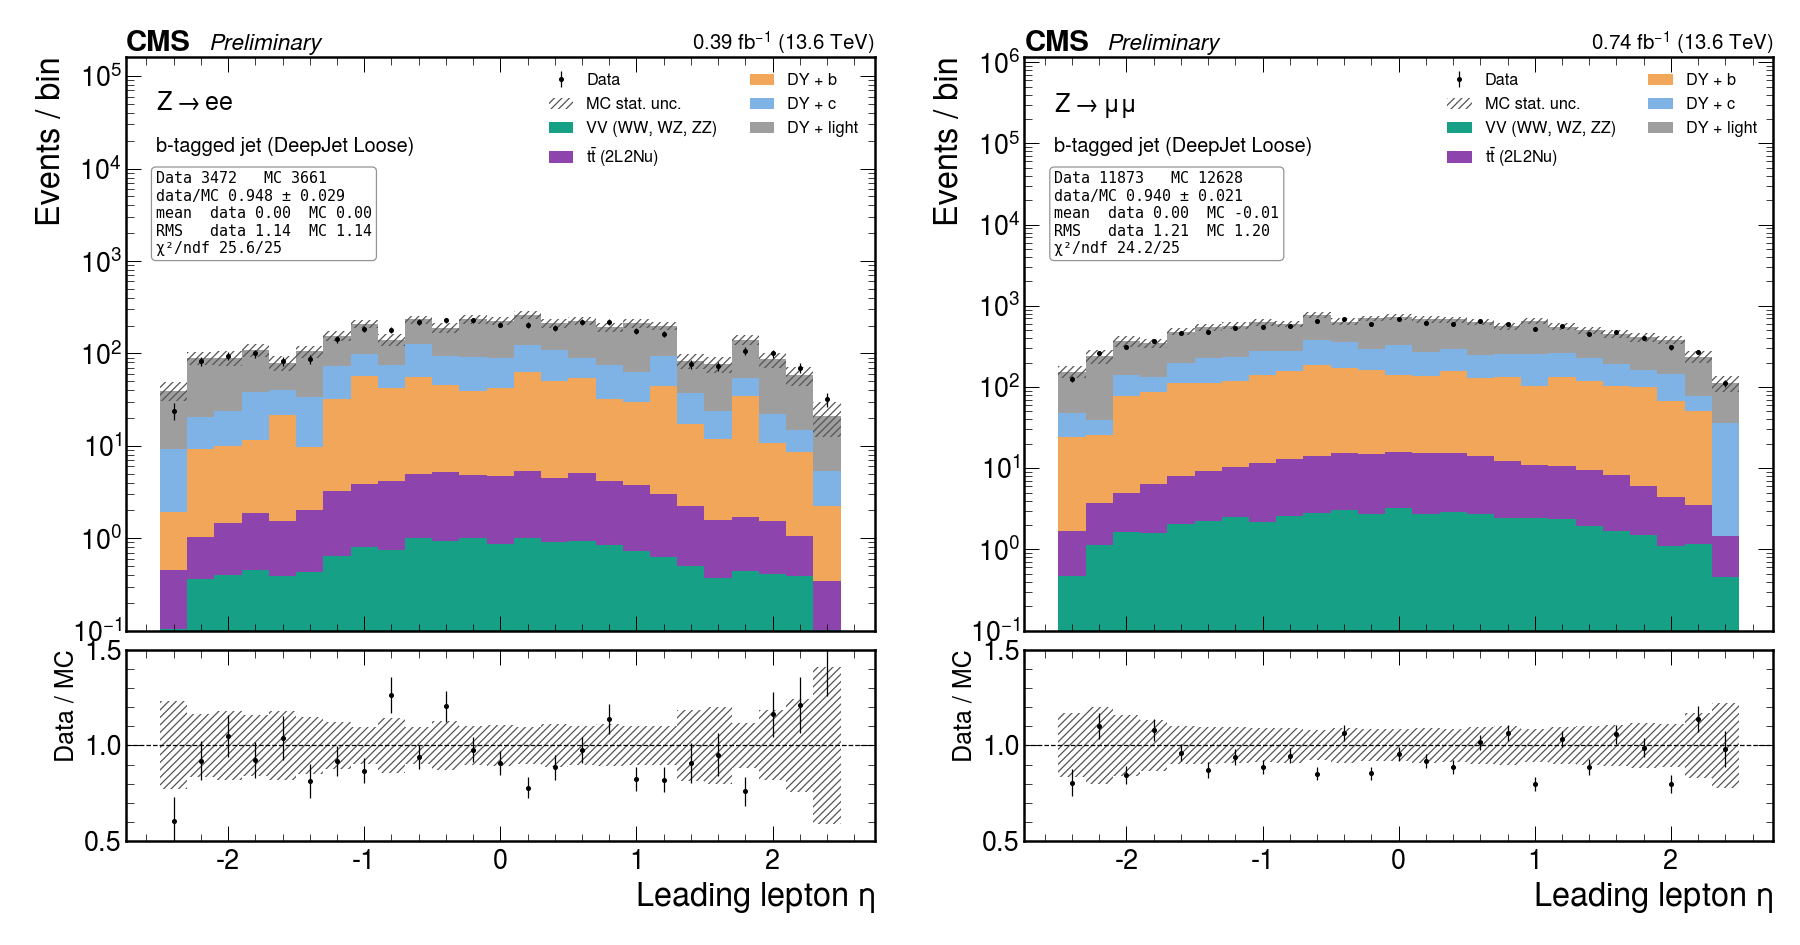 CMS Preliminary 0.39 fb⁻¹ (13.6 TeV)
Events / bin
10⁵
10⁴
10³
10²
10¹
10⁰
10⁻¹
Z → ee
b-tagged jet (DeepJet Loose)
Data 3472 MC 3661
data/MC 0.948 ± 0.029
mean data 0.00 MC 0.00
RMS data 1.14 MC 1.14
χ²/ndf 25.6/25
Data
MC stat. unc.
VV (WW, WZ, ZZ)
tt̄ (2L2Nu)
DY + b
DY + c
DY + light
Data / MC
1.5
1.0
0.5
-2 -1 0 1 2
Leading lepton η
CMS Preliminary 0.74 fb⁻¹ (13.6 TeV)
Events / bin
10⁶
10⁵
10⁴
10³
10²
10¹
10⁰
10⁻¹
Z → μμ
b-tagged jet (DeepJet Loose)
Data 11873 MC 12628
data/MC 0.940 ± 0.021
mean data 0.00 MC -0.01
RMS data 1.21 MC 1.20
χ²/ndf 24.2/25
Data
MC stat. unc.
VV (WW, WZ, ZZ)
tt̄ (2L2Nu)
DY + b
DY + c
DY + light
Data / MC
1.5
1.0
0.5
-2 -1 0 1 2
Leading lepton η